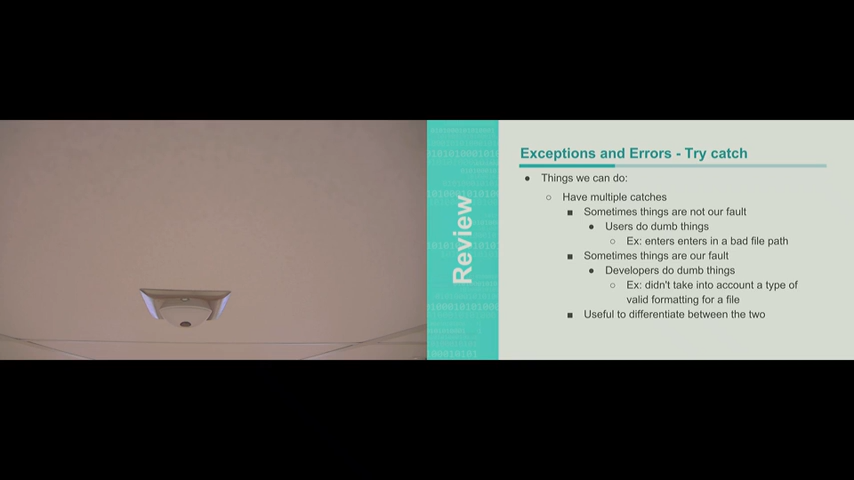 Review
Exceptions and Errors - Try catch
● Things we can do:
○ Have multiple catches
■ Sometimes things are not our fault
● Users do dumb things
○ Ex: enters enters in a bad file path
■ Sometimes things are our fault
● Developers do dumb things
○ Ex: didn't take into account a type of
valid formatting for a file
■ Useful to differentiate between the two